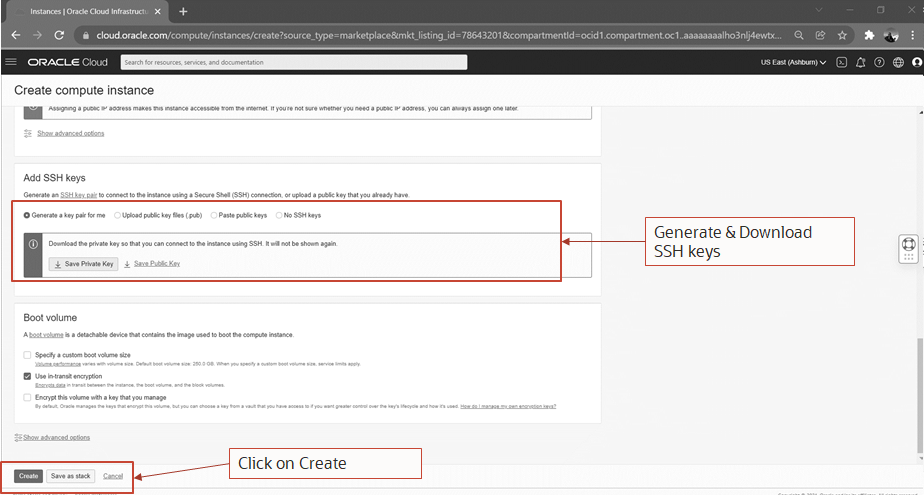 Instances | Oracle Cloud Infrastructu
cloud.oracle.com/compute/instances/create?source_type=marketplace&mkt_listing_id=78643201&compartmentId=ocid1.compartment.oc1..aaaaaaaalho3nlj4ewtx...
ORACLE Cloud
Search for resources, services, and documentation
US East (Ashburn)
Create compute instance
Assigning a public IP address makes this instance accessible from the internet. If you're not sure whether you need a public IP address, you can always assign one later.
Show advanced options
Add SSH keys
Generate an SSH key pair to connect to the instance using a Secure Shell (SSH) connection, or upload a public key that you already have.
Generate a key pair for me Upload public key files (.pub) Paste public keys No SSH keys
Download the private key so that you can connect to the instance using SSH. It will not be shown again.
Save Private Key Save Public Key
Generate & Download
SSH keys
Boot volume
A boot volume is a detachable device that contains the image used to boot the compute instance.
Specify a custom boot volume size
Volume performance varies with volume size. Default boot volume size: 250.0 GB. When you specify a custom boot volume size, service limits apply.
Use in-transit encryption
Encrypts data in transit between the instance, the boot volume, and the block volumes.
Encrypt this volume with a key that you manage
By default, Oracle manages the keys that encrypt this volume, but you can choose a key from a vault that you have access to if you want greater control over the key's lifecycle and how it's used. How do I manage my own encryption keys?
Show advanced options
Click on Create
Create Save as stack Cancel